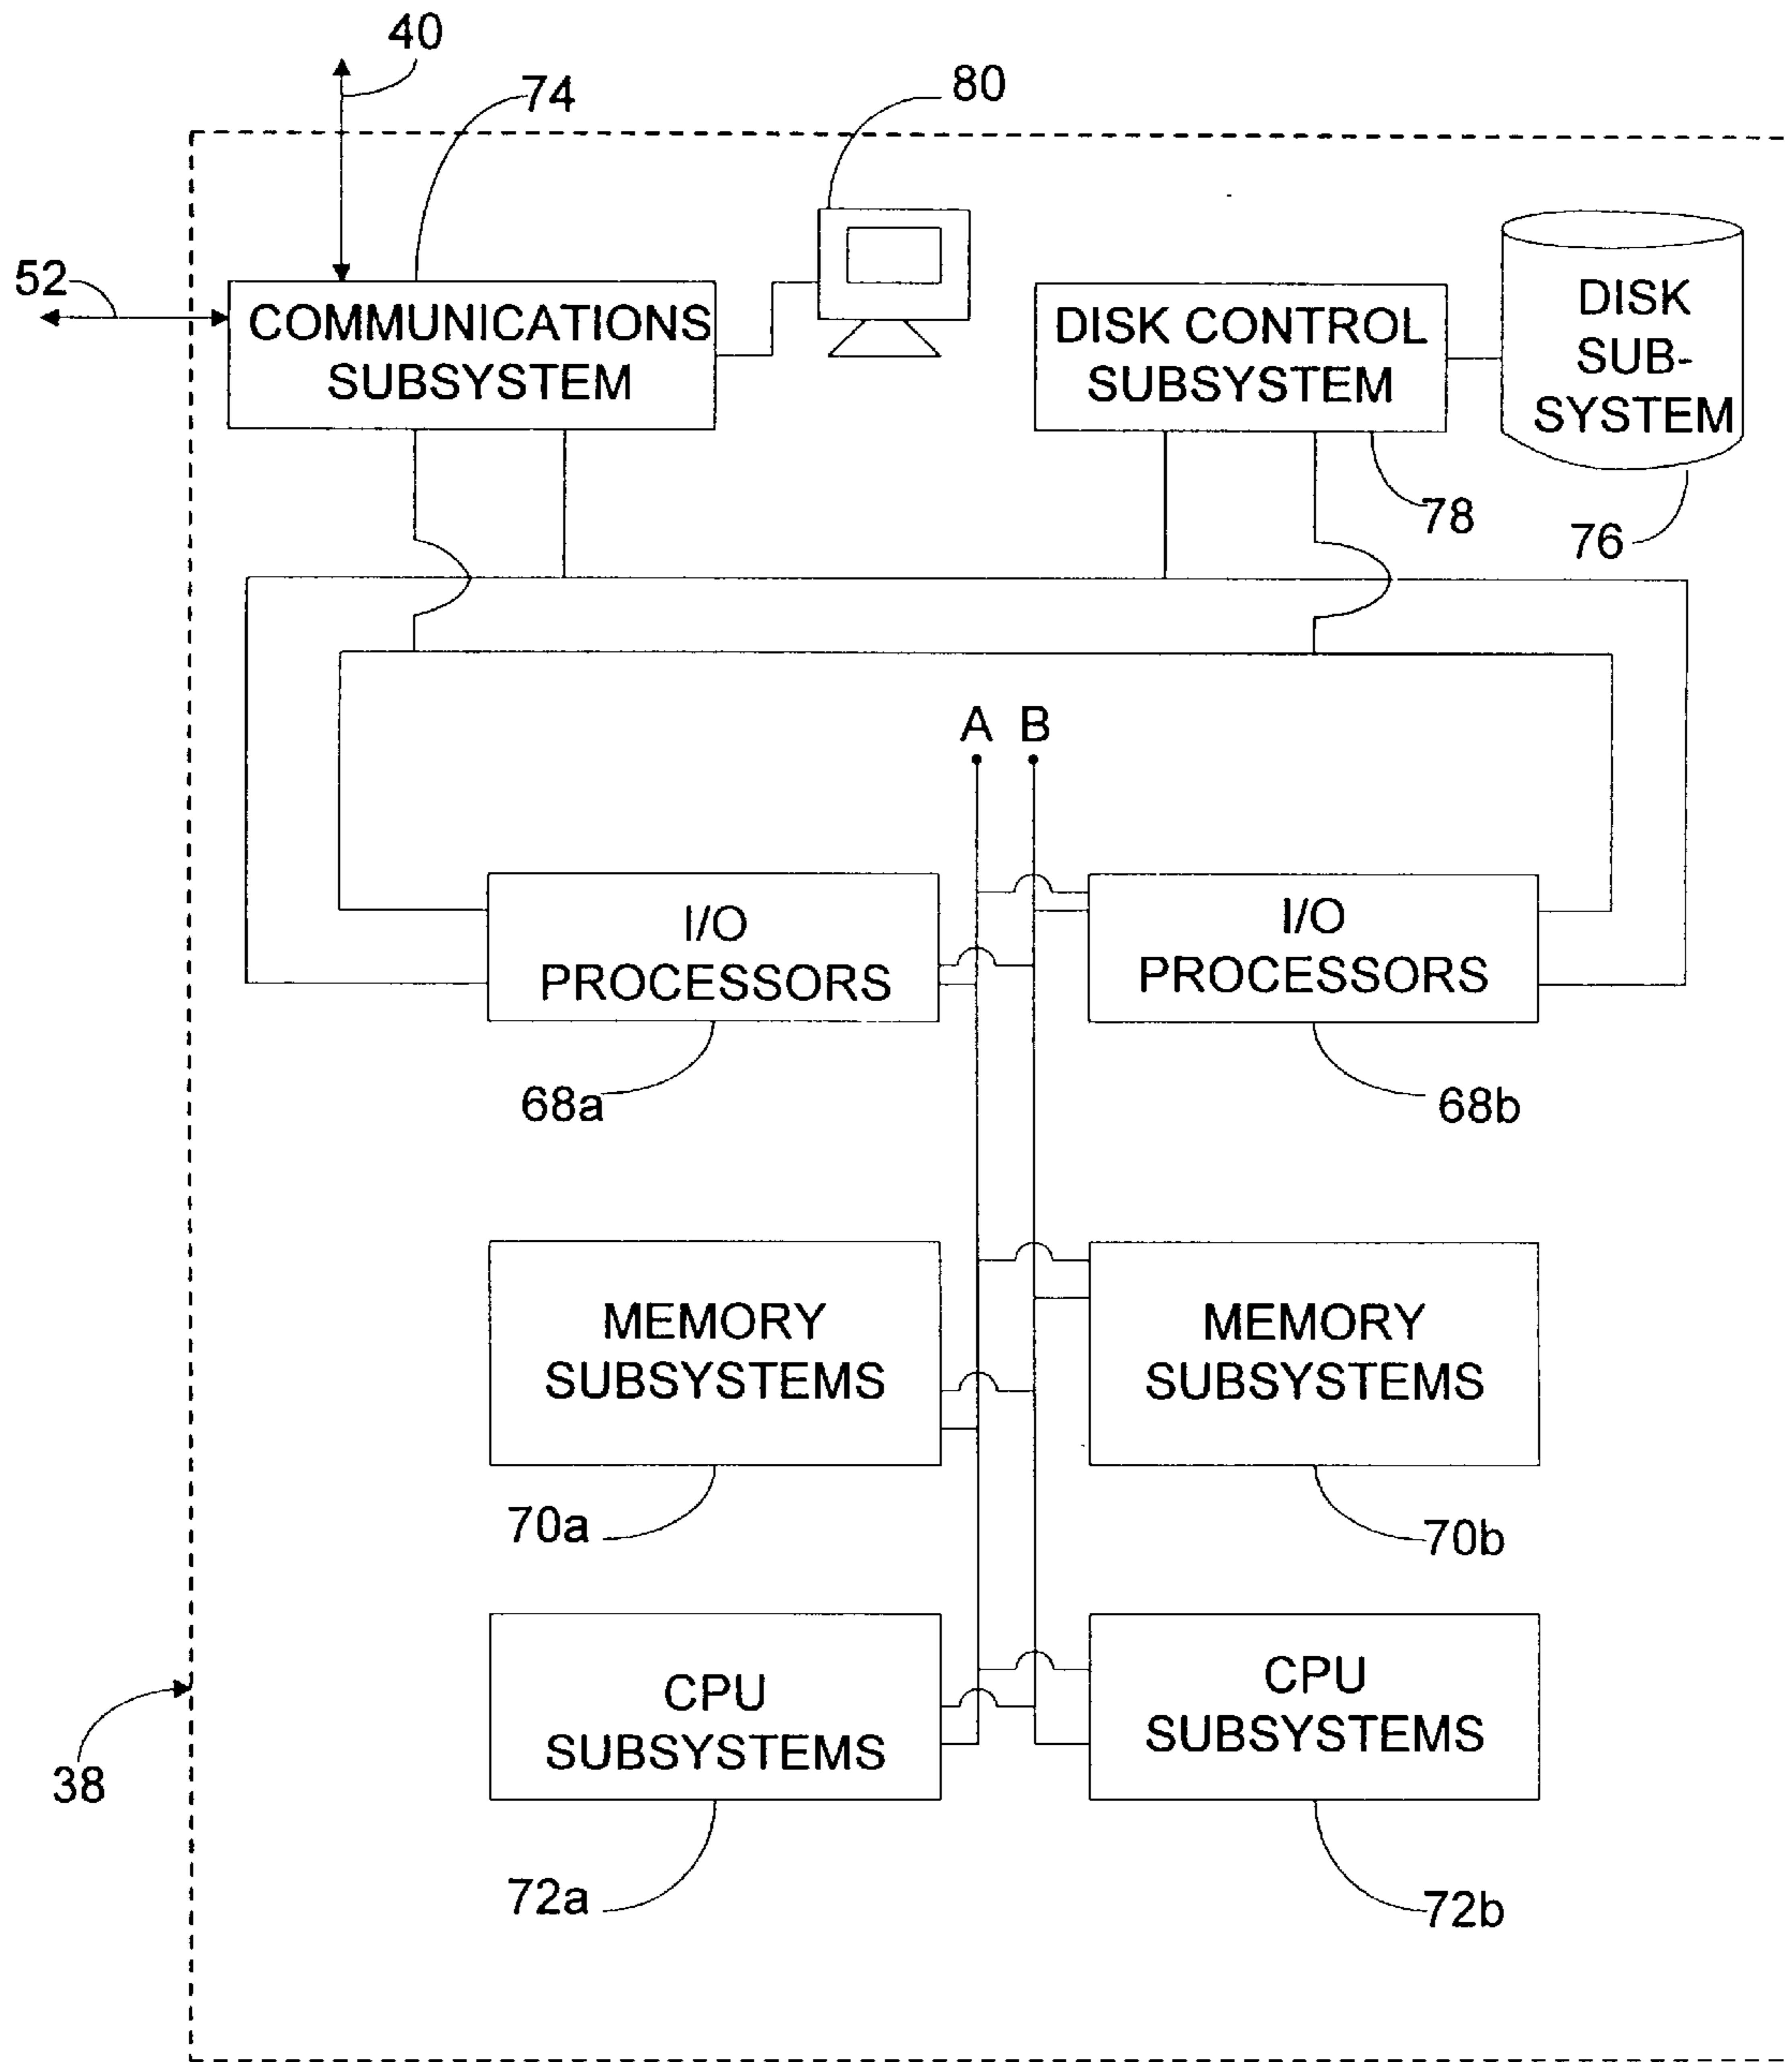 40
74
80
52
COMMUNICATIONS
SUBSYSTEM
DISK CONTROL
SUBSYSTEM
DISK
SUB-
SYSTEM
78
76
A B
I/O
PROCESSORS
I/O
PROCESSORS
68a
68b
MEMORY
SUBSYSTEMS
MEMORY
SUBSYSTEMS
70a
70b
CPU
SUBSYSTEMS
CPU
SUBSYSTEMS
38
72a
72b